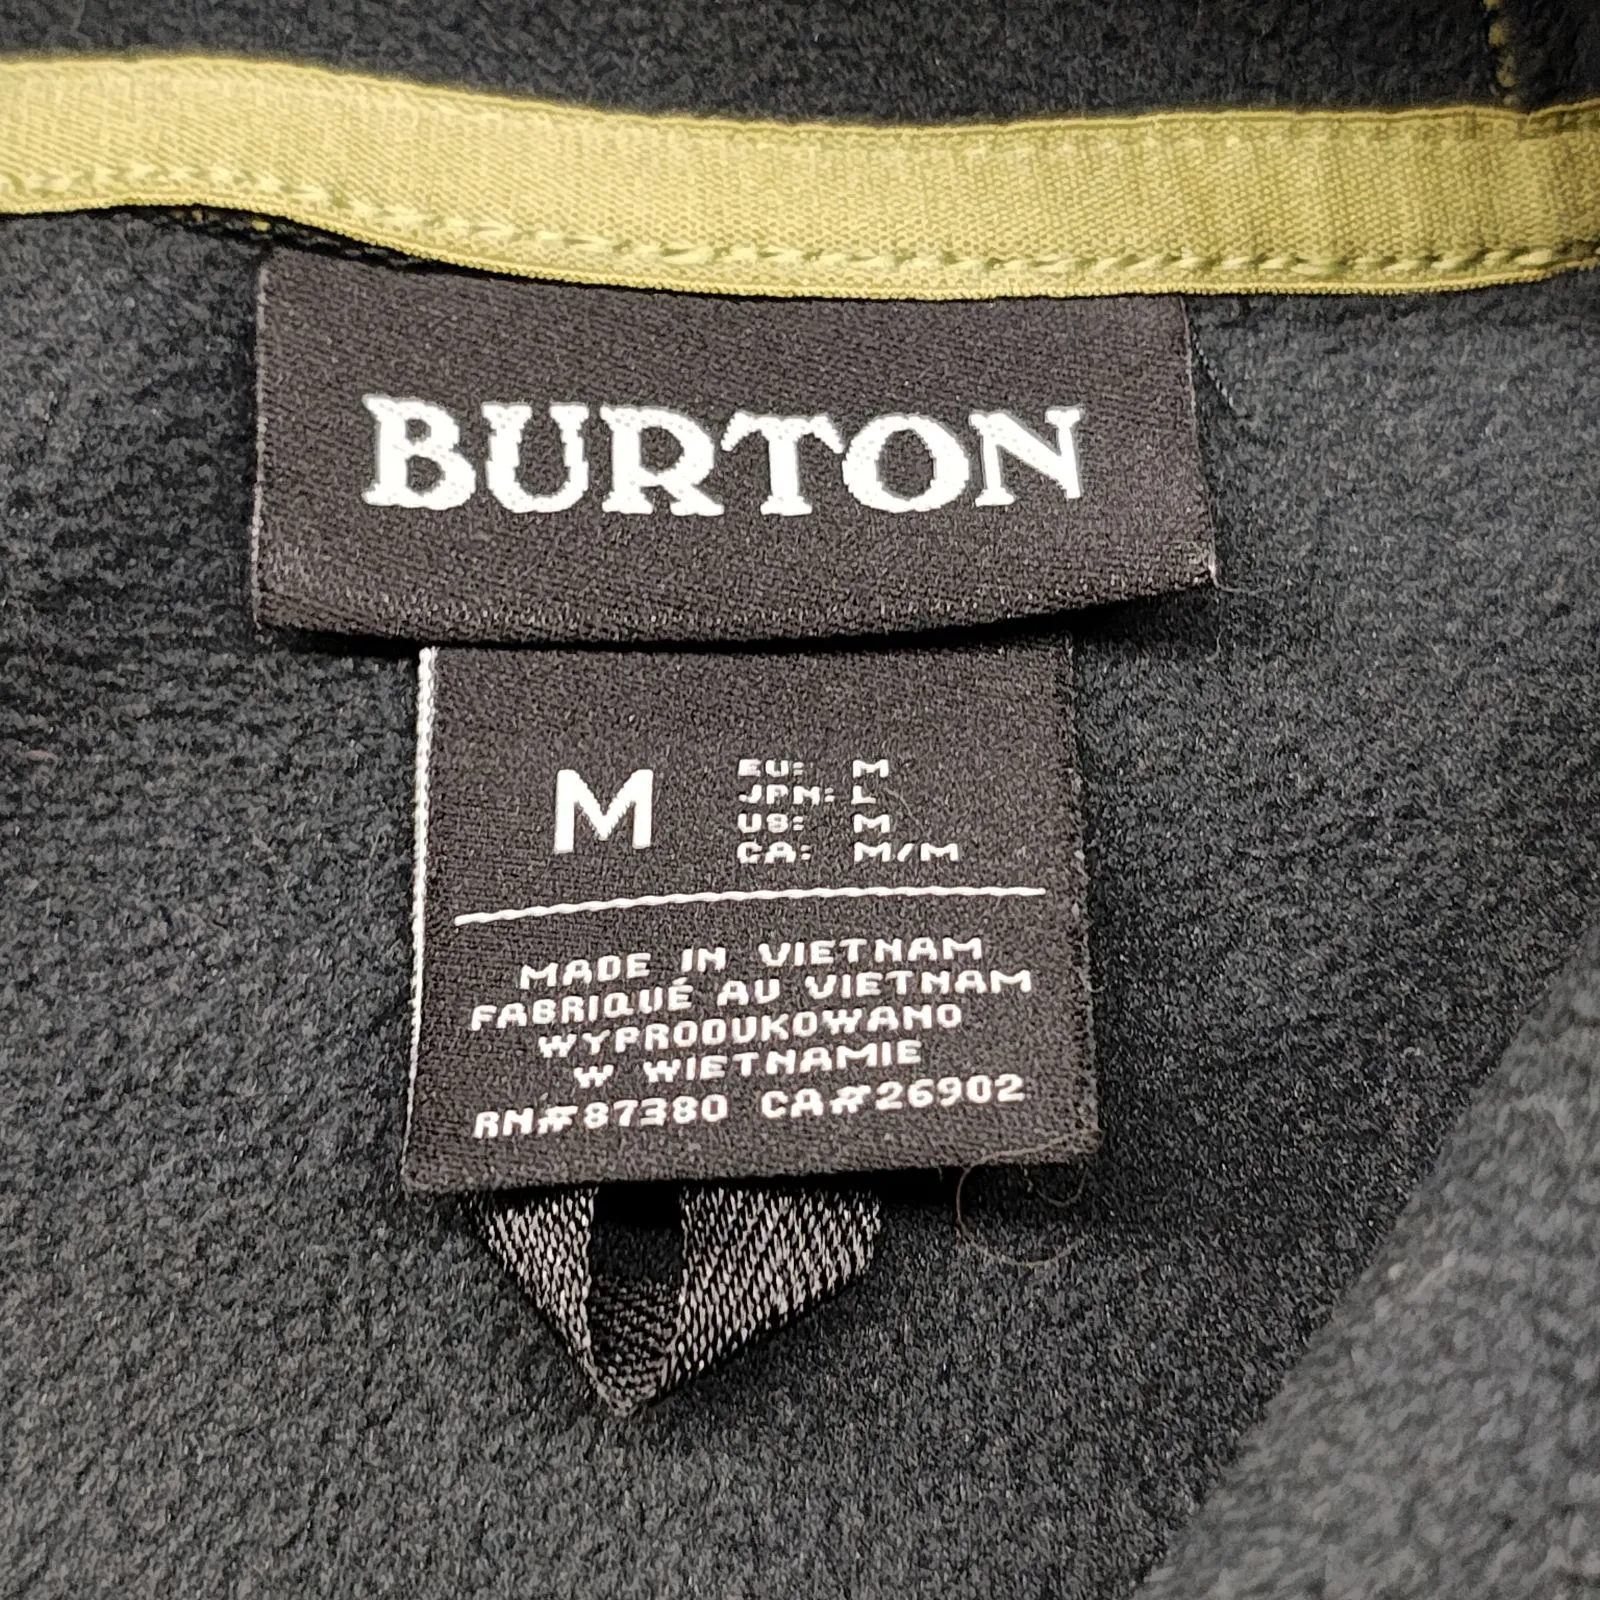 BURTON
M
EU: M
JPN: L
US: M
CA: M/M
MADE IN VIETNAM
FABRIQUÉ AU VIETNAM
WYPRODUKOWANO
W WIETNAMIE
RN#87380 CA#26902